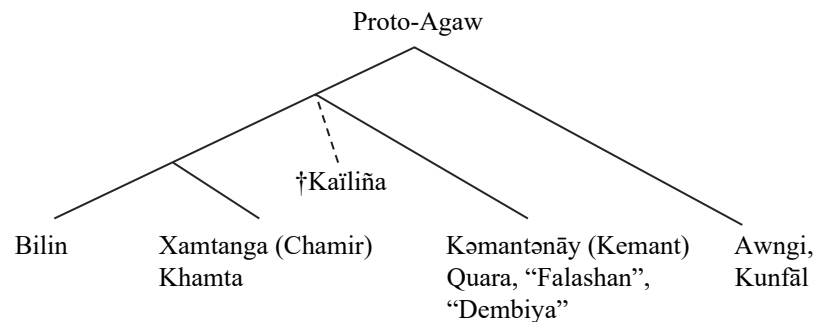 Proto-Agaw
†Kaïliña
Bilin
Xamtanga (Chamir)
Khamta
Kəmantənāy (Kemant)
Quara, “Falashan”,
“Dembiya”
Awngi,
Kunfāl